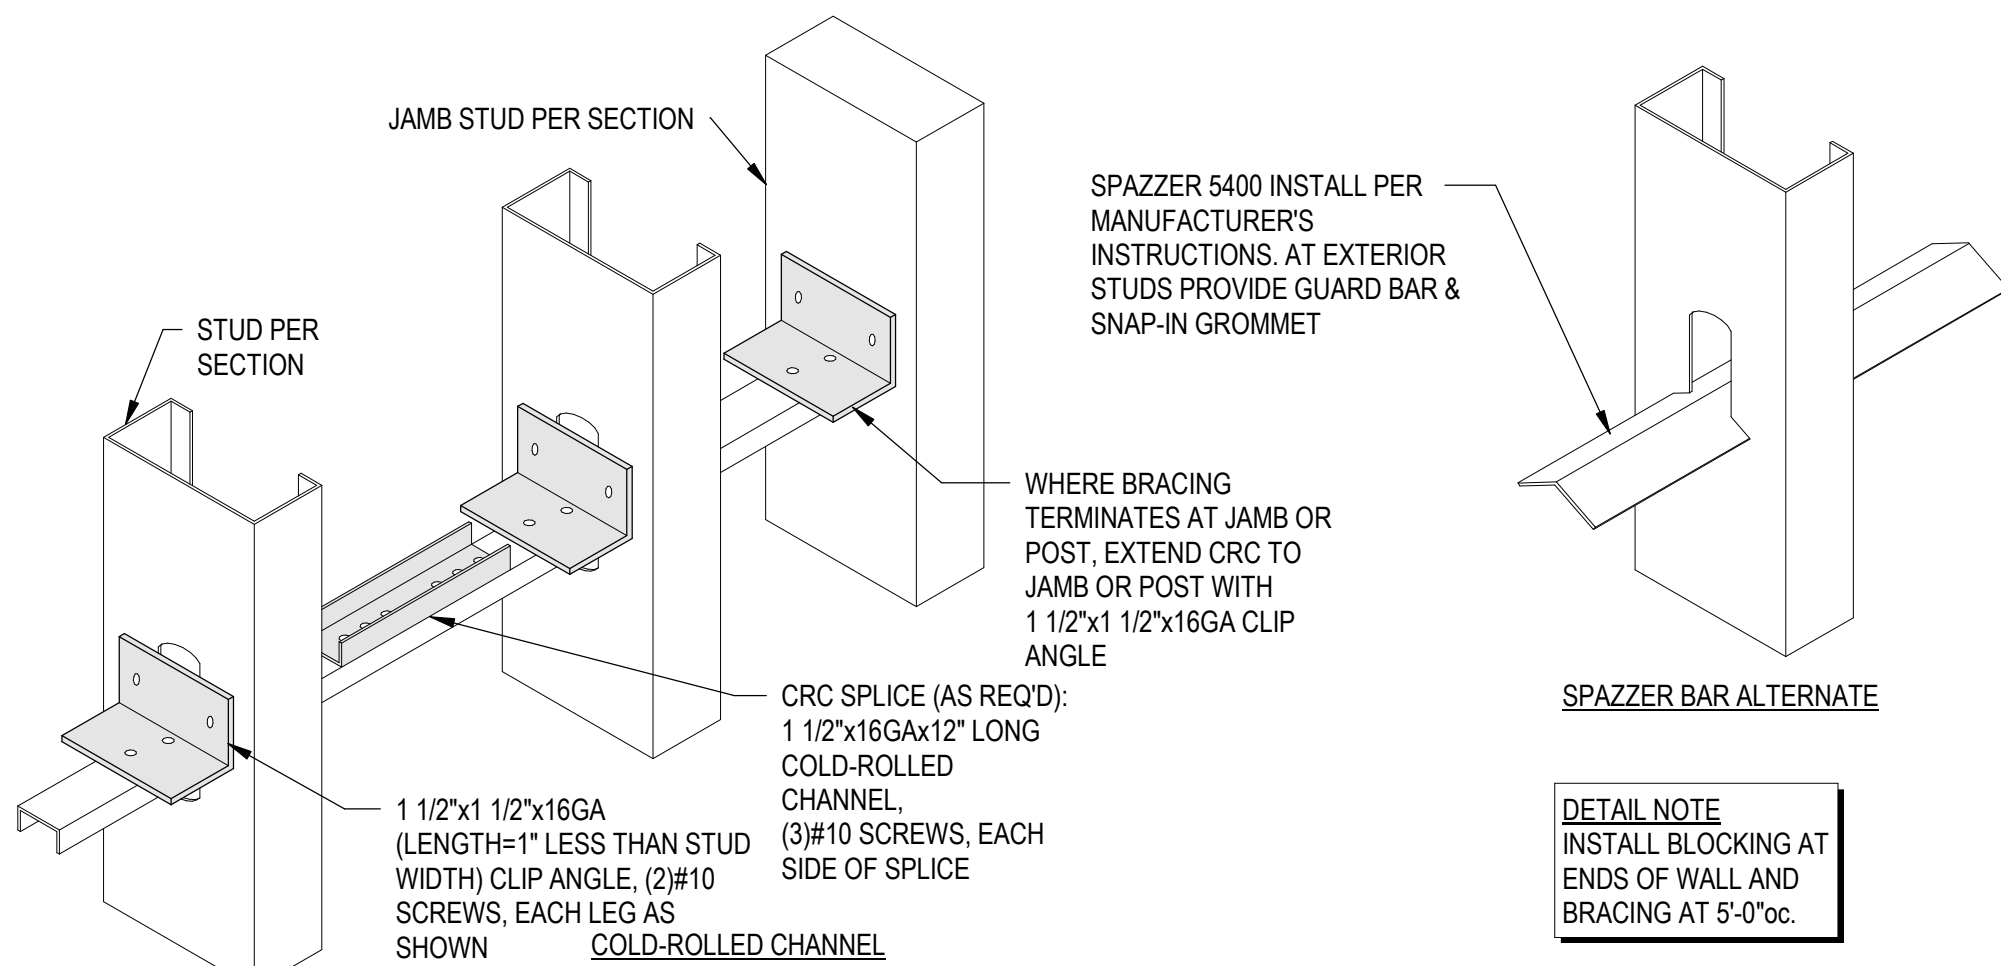 JAMB STUD PER SECTION
STUD PER
SECTION
SPAZZER 5400 INSTALL PER
MANUFACTURER'S
INSTRUCTIONS. AT EXTERIOR
STUDS PROVIDE GUARD BAR &
SNAP-IN GROMMET
WHERE BRACING
TERMINATES AT JAMB OR
POST, EXTEND CRC TO
JAMB OR POST WITH
1 1/2"x1 1/2"x16GA CLIP
ANGLE
CRC SPLICE (AS REQ'D):
1 1/2"x16GAx12" LONG
COLD-ROLLED
CHANNEL,
(3)#10 SCREWS, EACH
SIDE OF SPLICE
1 1/2"x1 1/2"x16GA
(LENGTH=1" LESS THAN STUD
WIDTH) CLIP ANGLE, (2)#10
SCREWS, EACH LEG AS
SHOWN
COLD-ROLLED CHANNEL
SPAZZER BAR ALTERNATE
DETAIL NOTE
INSTALL BLOCKING AT
ENDS OF WALL AND
BRACING AT 5'-0"oc.